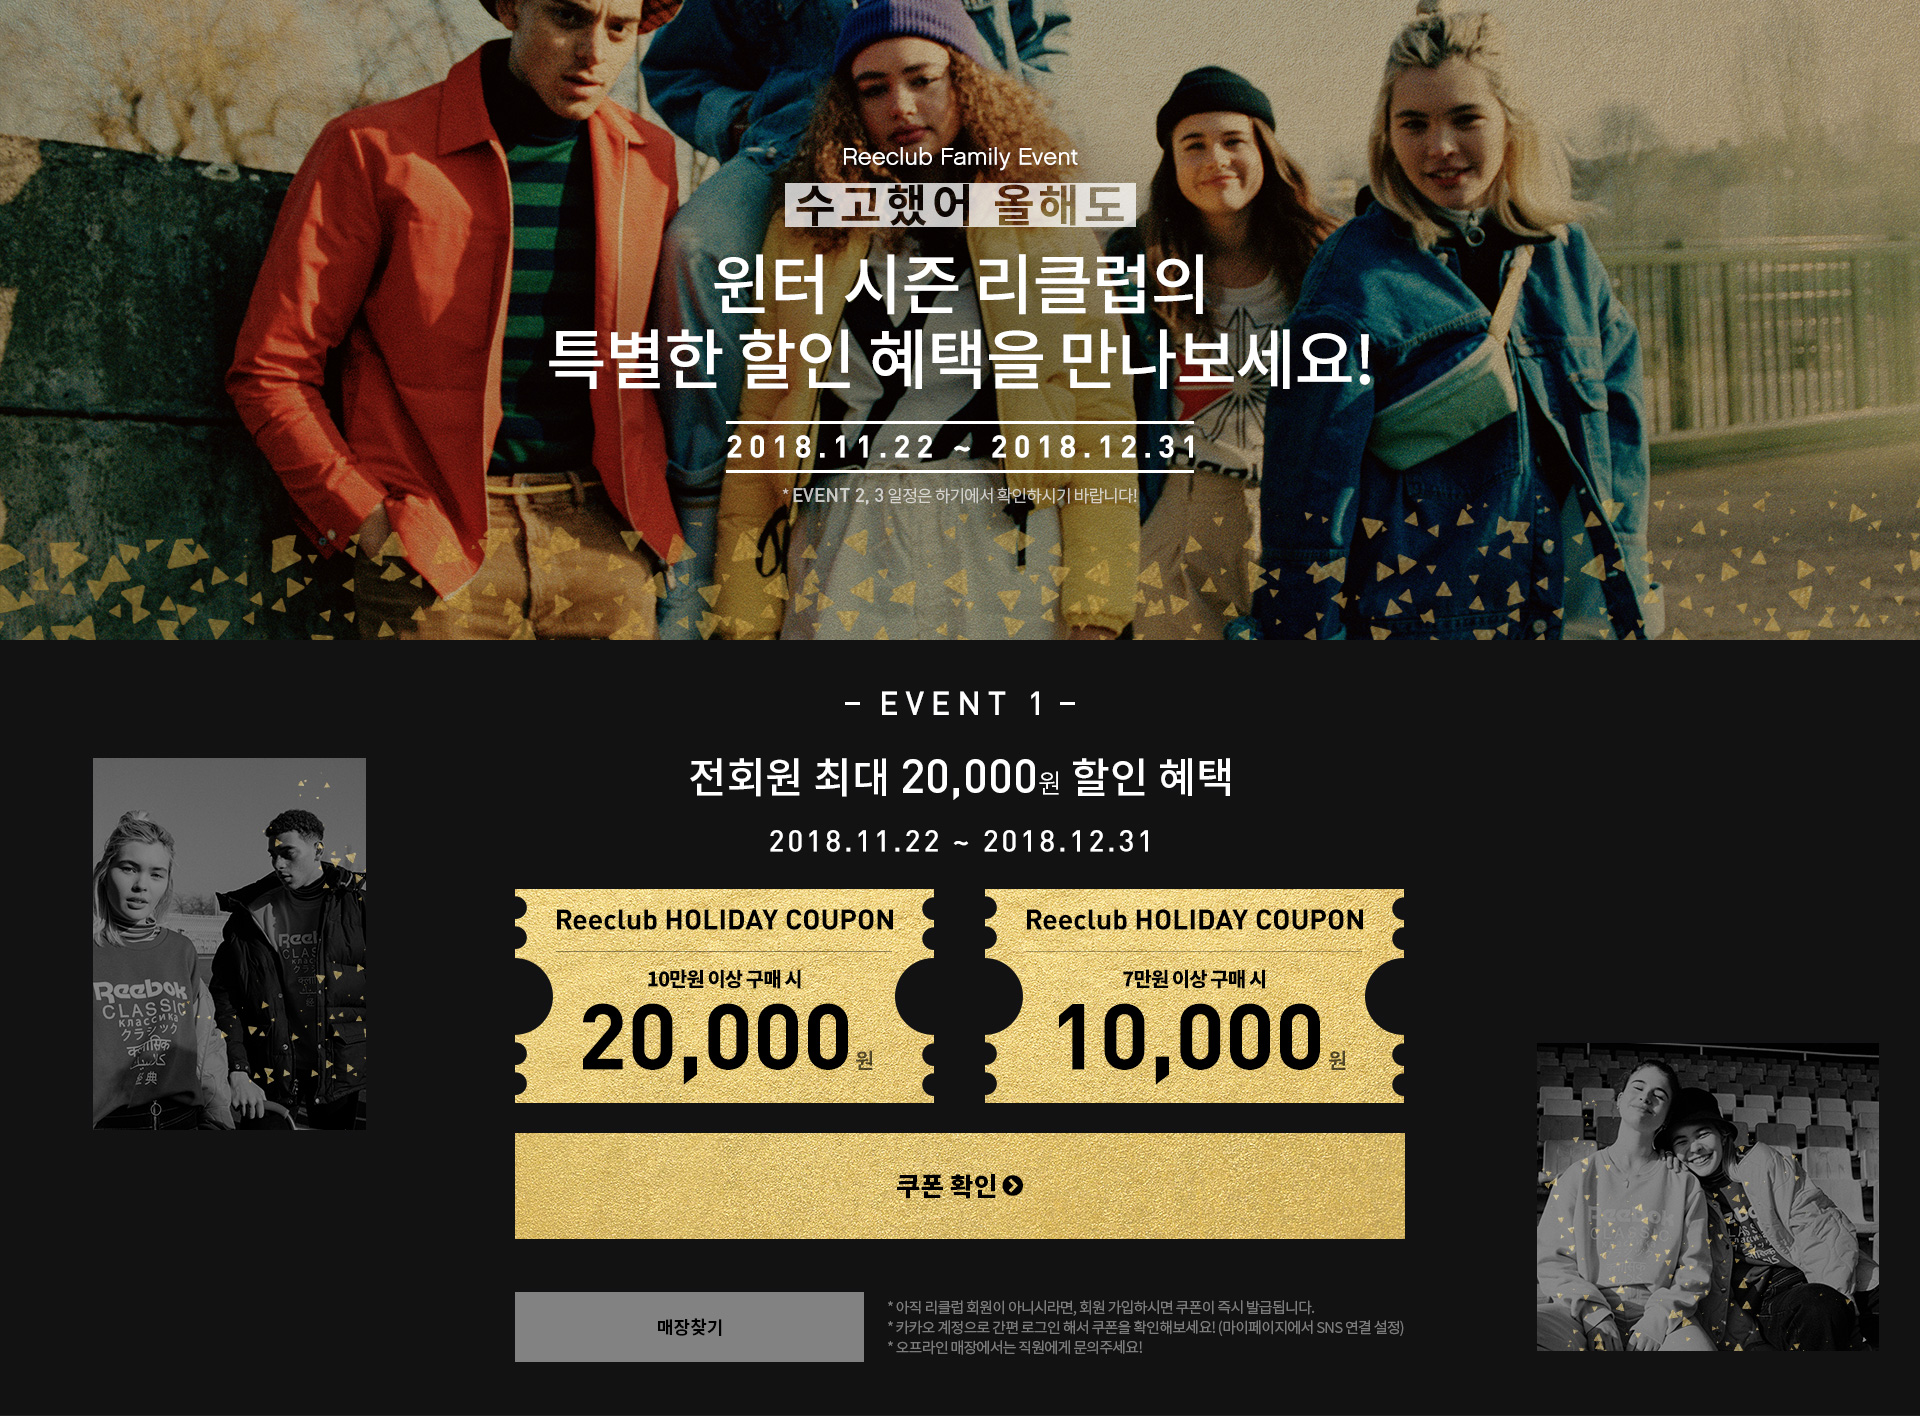 Reeclub Family Event
수고했어 올해도
윈터 시즌 리클럽의
특별한 할인 혜택을 만나보세요!
2018.11.22 ~ 2018.12.31
* EVENT 2, 3 일정은 하기에서 확인하시기 바랍니다!
– EVENT 1 –
전회원 최대 20,000원 할인 혜택
2018.11.22 ~ 2018.12.31
Reeclub HOLIDAY COUPON
10만원 이상 구매 시
20,000원
Reeclub HOLIDAY COUPON
7만원 이상 구매 시
10,000원
Reebok
CLASSIC
классика
クラシック
क्लासिक
쿠폰 확인
매장찾기
* 아직 리클럽 회원이 아니시라면, 회원 가입하시면 쿠폰이 즉시 발급됩니다.
* 카카오 계정으로 간편 로그인 해서 쿠폰을 확인해보세요! (마이페이지에서 SNS 연결 설정)
* 오프라인 매장에서는 직원에게 문의주세요!
Reebok
CLASSIC